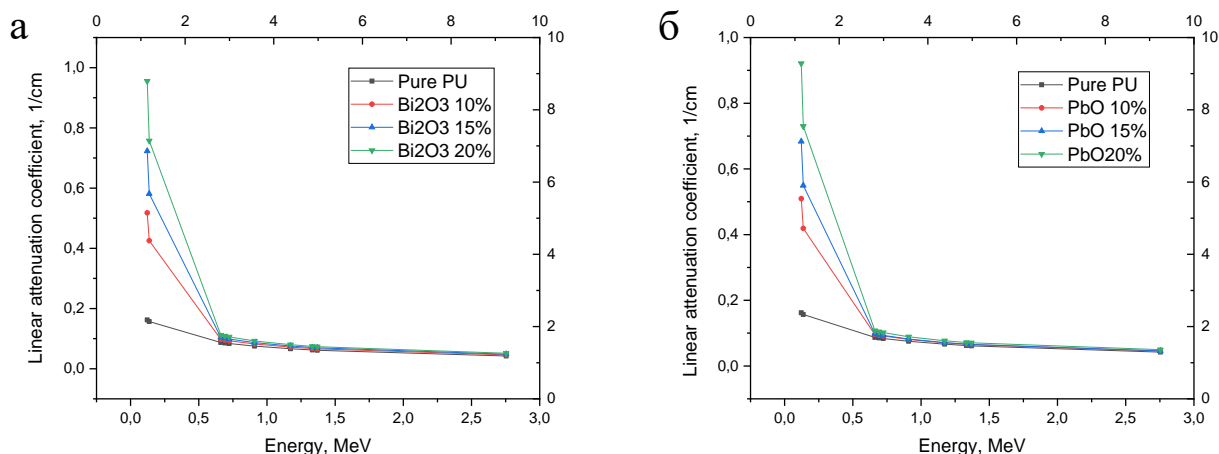 а
0 2 4 6 8 10
1,0
0,8
0,6
0,4
0,2
0,0
Linear attenuation coefficient, 1/cm
Pure PU
Bi2O3 10%
Bi2O3 15%
Bi2O3 20%
10
8
6
4
2
0
0,0 0,5 1,0 1,5 2,0 2,5 3,0
Energy, MeV
б
0 2 4 6 8 10
1,0
0,8
0,6
0,4
0,2
0,0
Linear attenuation coefficient, 1/cm
Pure PU
PbO 10%
PbO 15%
PbO20%
10
8
6
4
2
0
0,0 0,5 1,0 1,5 2,0 2,5 3,0
Energy, MeV